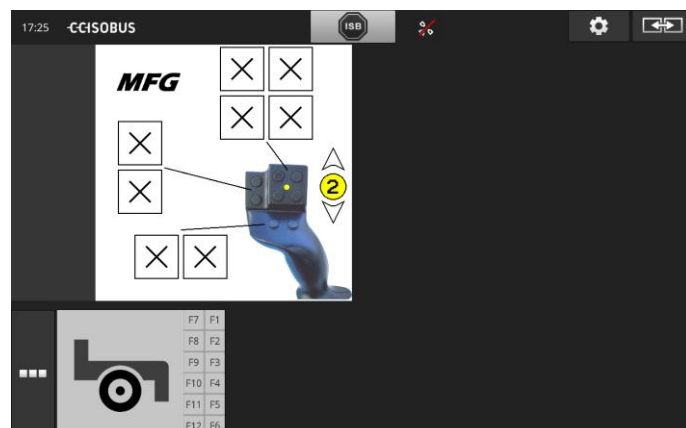 17:25 CCISOBUS ISB
MFG
2
F7 F1
F8 F2
F9 F3
F10 F4
F11 F5
F12 F6